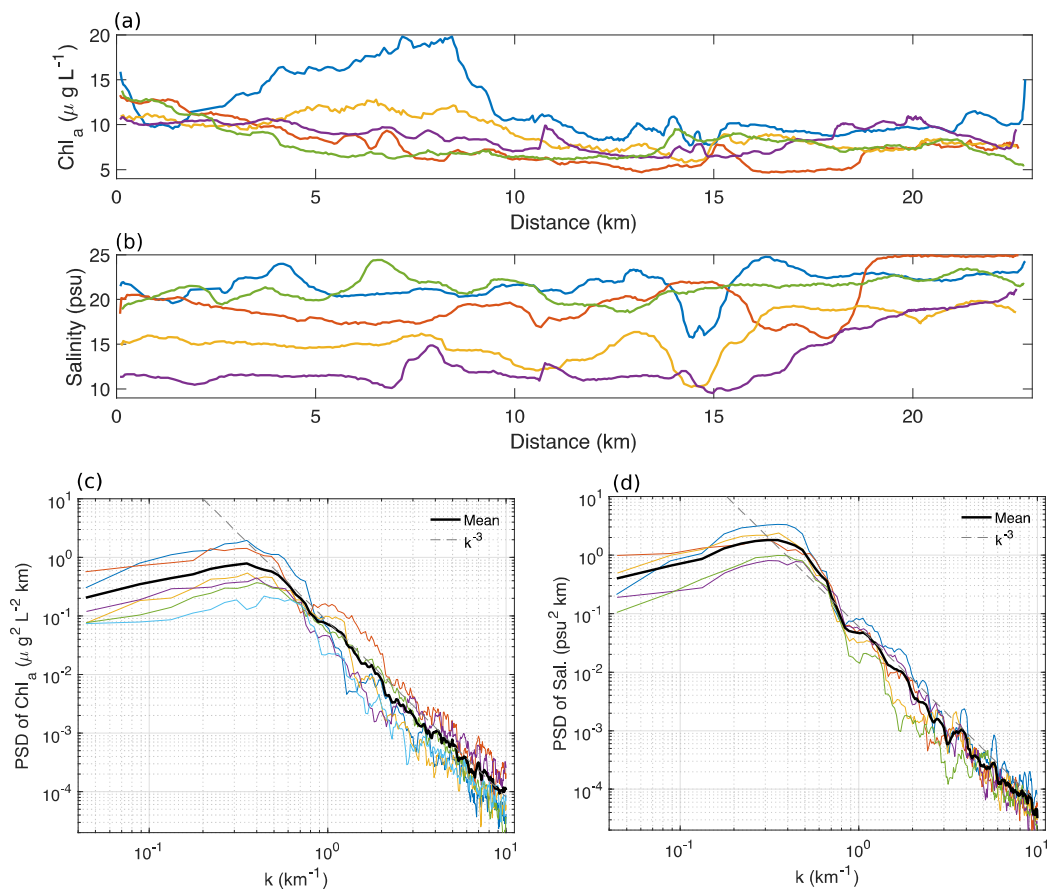 (a)
20
15
10
5
Chl_a (μ g L^-1)
0 5 10 15 20
Distance (km)
(b)
25
20
15
10
Salinity (psu)
0 5 10 15 20
Distance (km)
(c)
10^1
10^0
10^-1
10^-2
10^-3
10^-4
PSD of Chl_a (μ g^2 L^-2 km)
Mean
k^-3
10^-1 10^0 10^1
k (km^-1)
(d)
10^1
10^0
10^-1
10^-2
10^-3
10^-4
PSD of Sal. (psu^2 km)
Mean
k^-3
10^-1 10^0 10^1
k (km^-1)